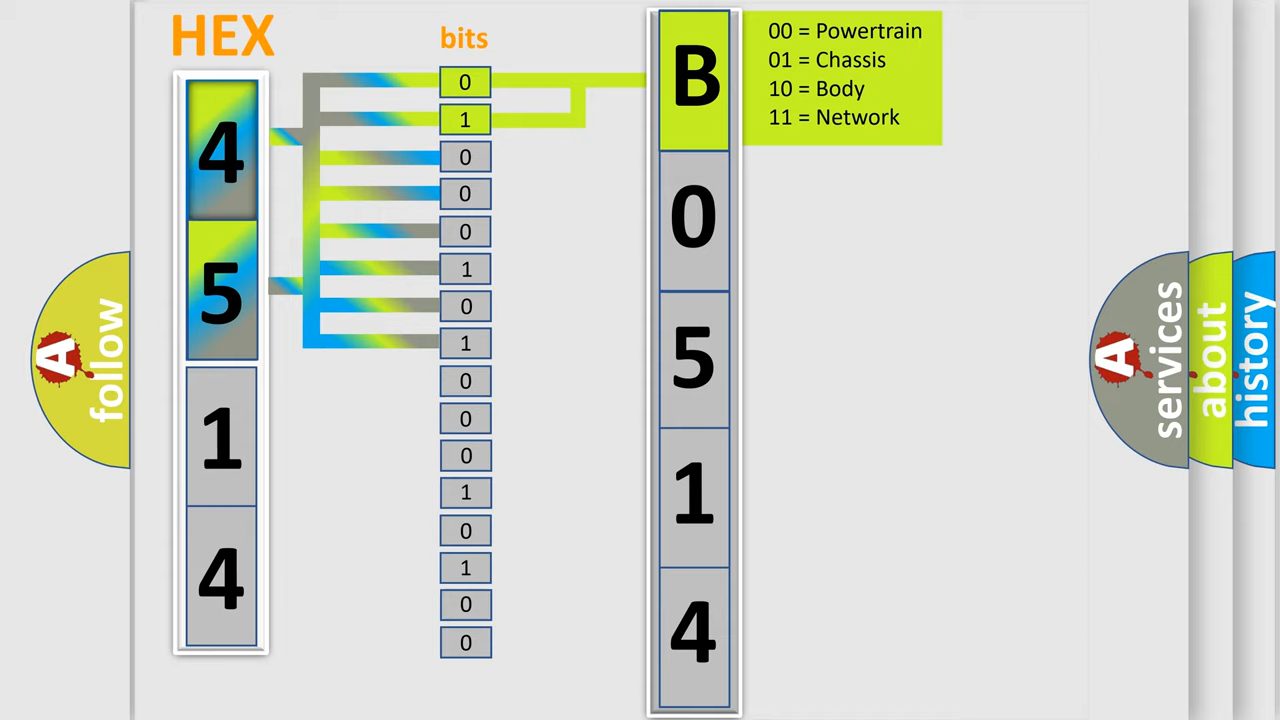 HEX
bits
4
5
1
4
0
1
0
0
0
1
0
1
0
0
0
1
0
1
0
0
B
0
5
1
4
00 = Powertrain
01 = Chassis
10 = Body
11 = Network
A
follow
A
services
about
history